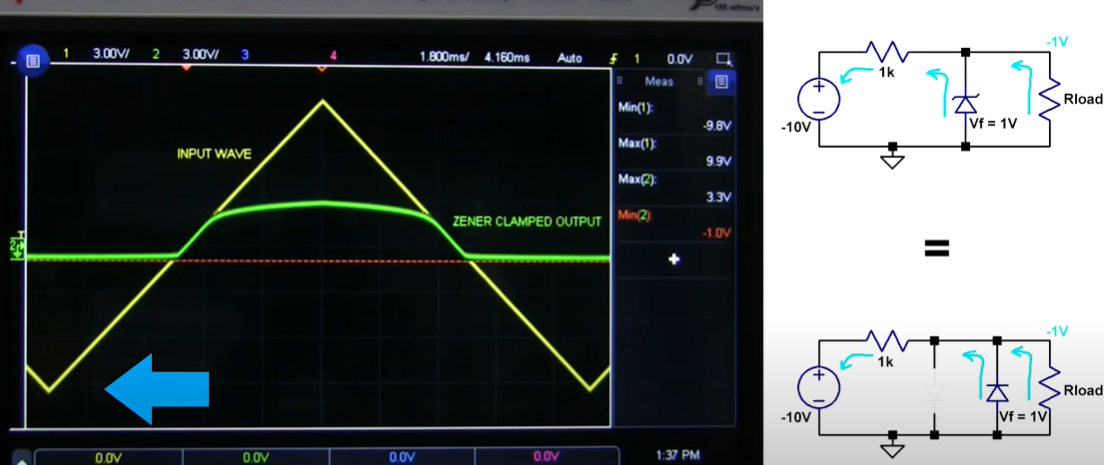 1M wfms/s
1 3.00V/ 2 3.00V/ 3 4 1.800ms/ 4.160ms Auto 1 0.0V
Meas
Min(1):
-9.8V
Max(1):
9.9V
Max(2):
3.3V
Min(2):
-1.0V
INPUT WAVE
ZENER CLAMPED OUTPUT
0.0V 0.0V 0.0V 0.0V 1:37 PM
-1V
1k
Rload
-10V
Vf = 1V
=
-1V
1k
Rload
-10V
Vf = 1V